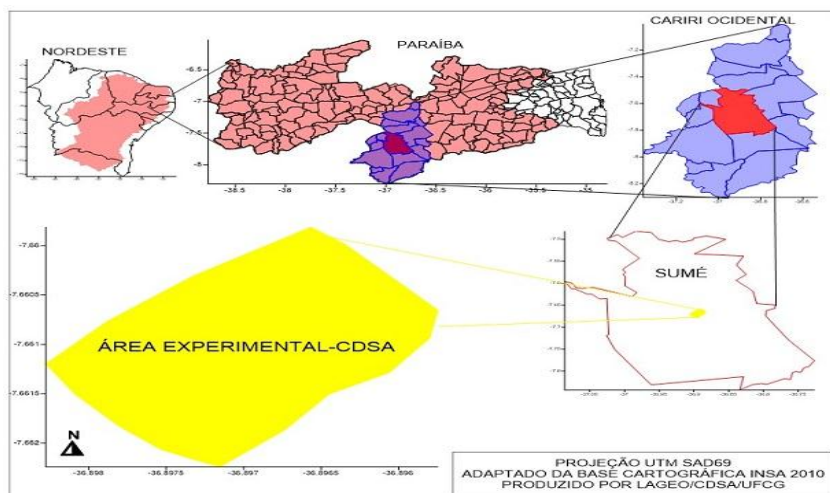 NORDESTE
PARAÍBA
CARIRI OCIDENTAL
-6.5
-7
-7.5
-8
-38.5
-38
-37.5
-37
-36.5
-36
-35
SUMÉ
-7.66
-7.6605
-7.661
-7.6615
-7.662
ÁREA EXPERIMENTAL-CDSA
N
-36.898
-36.8975
-36.897
-36.8965
-36.896
PROJEÇÃO UTM SAD69
ADAPTADO DA BASE CARTOGRÁFICA INSA 2010
PRODUZIDO POR LAGEO/CDSA/UFCG